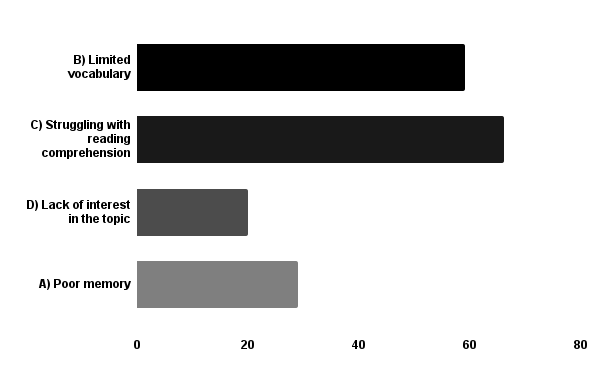 B) Limited
vocabulary
C) Struggling with
reading
comprehension
D) Lack of interest
in the topic
A) Poor memory
0 20 40 60 80